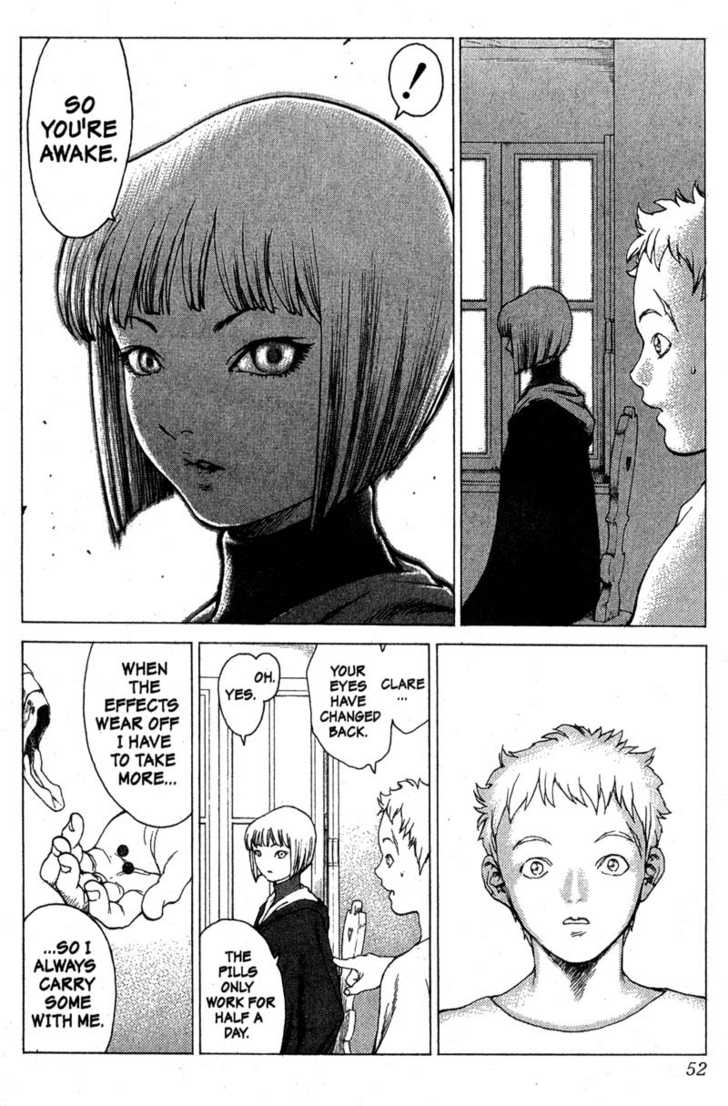 !
SO
YOU'RE
AWAKE.
CLARE
...
YOUR
EYES
HAVE
CHANGED
BACK.
OH.
YES.
THE
PILLS
ONLY
WORK FOR
HALF A
DAY.
WHEN
THE
EFFECTS
WEAR OFF
I HAVE
TO TAKE
MORE...
...SO I
ALWAYS
CARRY
SOME
WITH ME.
52